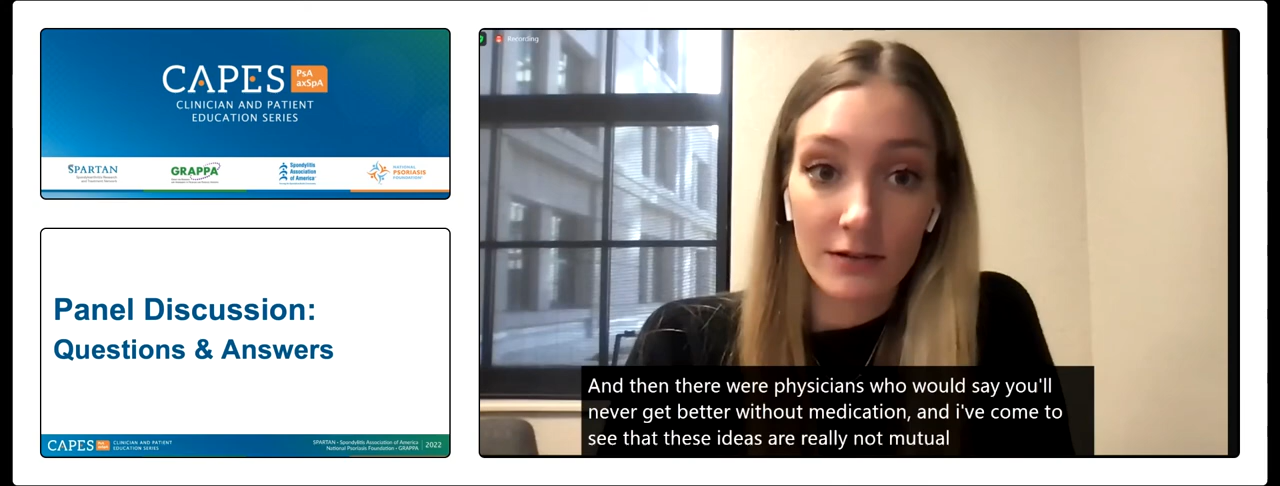 CAPES PsA
axSpA
CLINICIAN AND PATIENT
EDUCATION SERIES
SPARTAN
GRAPPA
Spondylitis
Association
of America
NATIONAL
PSORIASIS
FOUNDATION
Panel Discussion:
Questions & Answers
CAPES
CLINICIAN AND PATIENT
EDUCATION SERIES
SPARTAN - Spondylitis Association of America
National Psoriasis Foundation - GRAPPA
2022
Recording
And then there were physicians who would say you'll
never get better without medication, and i've come to
see that these ideas are really not mutual